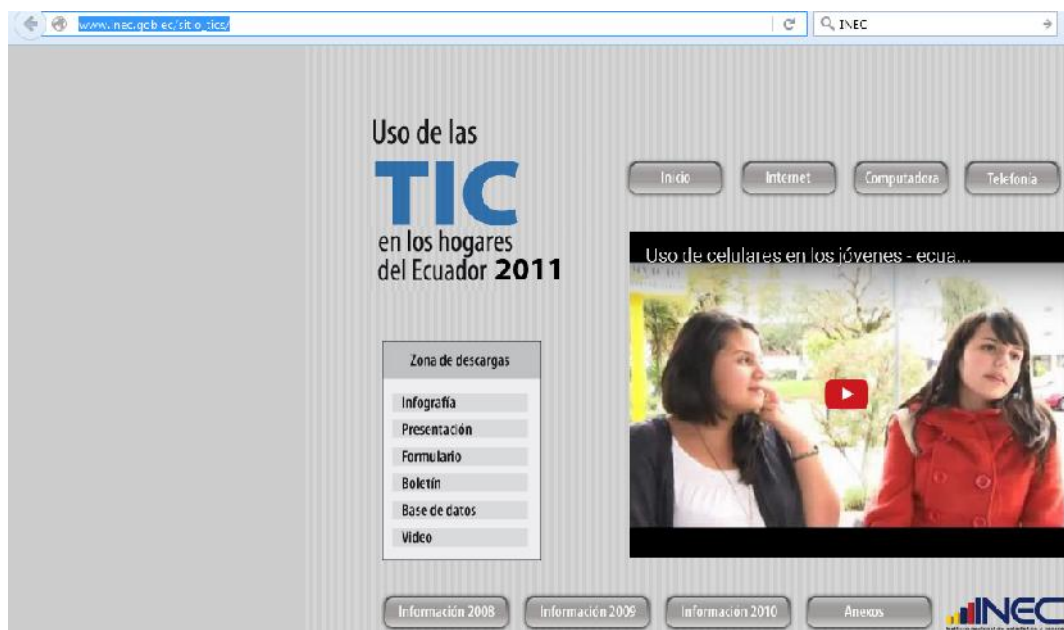 www.inec.gob.ec/sitio_tics/
INEC
Uso de las
TIC
en los hogares
del Ecuador 2011
Inicio
Internet
Computadora
Telefonía
Uso de celulares en los jóvenes - ecua...
Zona de descargas
Infografía
Presentación
Formulario
Boletín
Base de datos
Video
Información 2008
Información 2009
Información 2010
Anexos
INEC